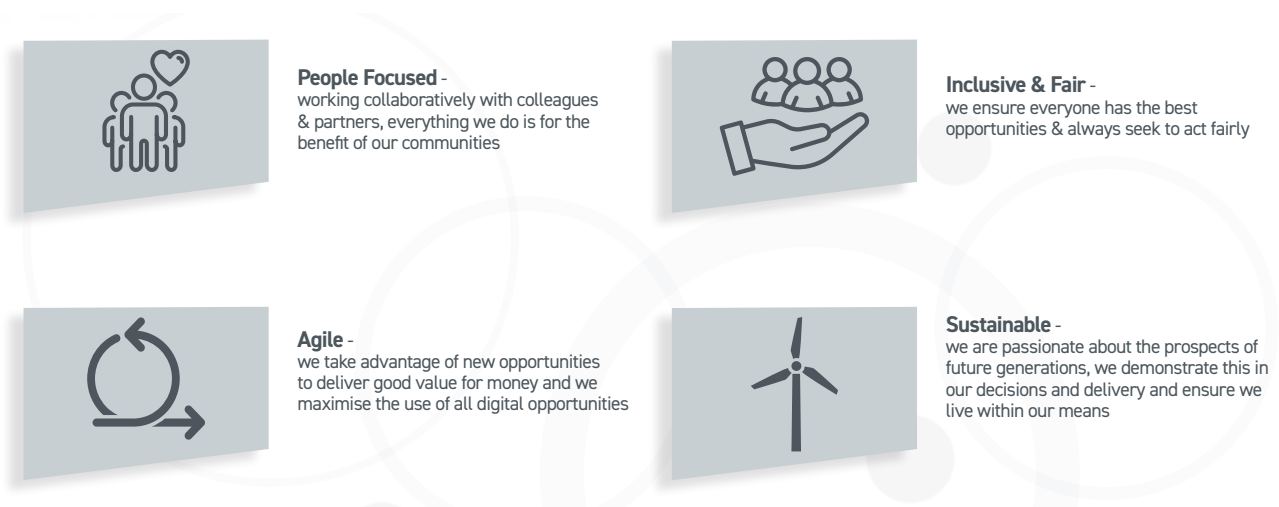 People Focused -
working collaboratively with colleagues
& partners, everything we do is for the
benefit of our communities
Inclusive & Fair -
we ensure everyone has the best
opportunities & always seek to act fairly
Agile -
we take advantage of new opportunities
to deliver good value for money and we
maximise the use of all digital opportunities
Sustainable -
we are passionate about the prospects of
future generations, we demonstrate this in
our decisions and delivery and ensure we
live within our means